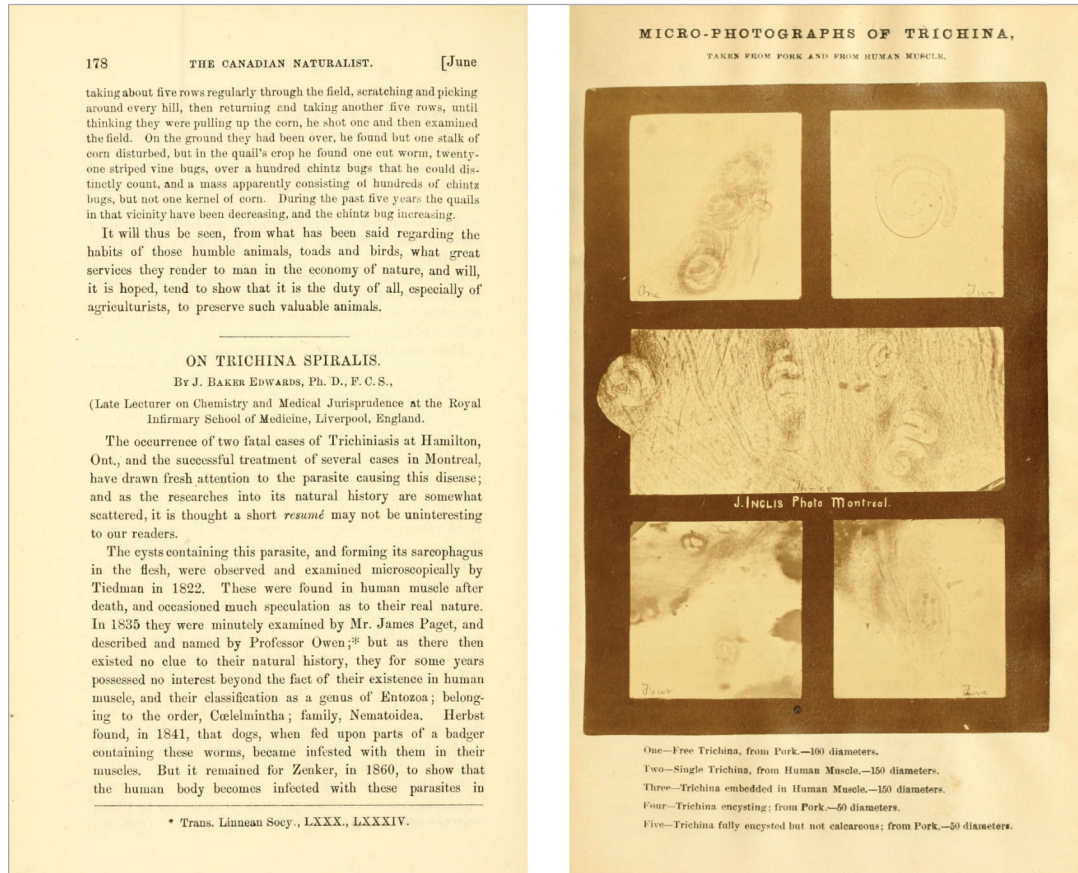 178 THE CANADIAN NATURALIST. [June
taking about five rows regularly through the field, scratching and picking
around every hill, then returning and taking another five rows, until
thinking they were pulling up the corn, he shot one and then examined
the field. On the ground they had been over, he found but one stalk of
corn disturbed, but in the quail's crop he found one cut worm, twenty-
one striped vine bugs, over a hundred chintz bugs that he could dis-
tinctly count, and a mass apparently consisting of hundreds of chintz
bugs, but not one kernel of corn. During the past five years the quails
in that vicinity have been decreasing, and the chintz bug increasing.
It will thus be seen, from what has been said regarding the
habits of those humble animals, toads and birds, what great
services they render to man in the economy of nature, and will,
it is hoped, tend to show that it is the duty of all, especially of
agriculturists, to preserve such valuable animals.
ON TRICHINA SPIRALIS.
By J. Baker Edwards, Ph. D., F. C. S.,
(Late Lecturer on Chemistry and Medical Jurisprudence at the Royal
Infirmary School of Medicine, Liverpool, England.
The occurrence of two fatal cases of Trichiniasis at Hamilton,
Ont., and the successful treatment of several cases in Montreal,
have drawn fresh attention to the parasite causing this disease;
and as the researches into its natural history are somewhat
scattered, it is thought a short resumé may not be uninteresting
to our readers.
The cysts containing this parasite, and forming its sarcophagus
in the flesh, were observed and examined microscopically by
Tiedman in 1822. These were found in human muscle after
death, and occasioned much speculation as to their real nature.
In 1835 they were minutely examined by Mr. James Paget, and
described and named by Professor Owen;* but as there then
existed no clue to their natural history, they for some years
possessed no interest beyond the fact of their existence in human
muscle, and their classification as a genus of Entozoa; belong-
ing to the order, Cœlelmintha; family, Nematoidea. Herbst
found, in 1841, that dogs, when fed upon parts of a badger
containing these worms, became infested with them in their
muscles. But it remained for Zenker, in 1860, to show that
the human body becomes infected with these parasites in
* Trans. Linnean Socy., LXXX., LXXXIV.
MICRO-PHOTOGRAPHS OF TRICHINA,
TAKEN FROM PORK AND FROM HUMAN MUSCLE.
One
Two
three
J. INGLIS Photo Montreal.
Four
Five
One—Free Trichina, from Pork.—100 diameters.
Two—Single Trichina, from Human Muscle.—150 diameters.
Three—Trichina embedded in Human Muscle.—150 diameters.
Four—Trichina encysting; from Pork.—50 diameters.
Five—Trichina fully encysted but not calcareous; from Pork.—50 diameters.